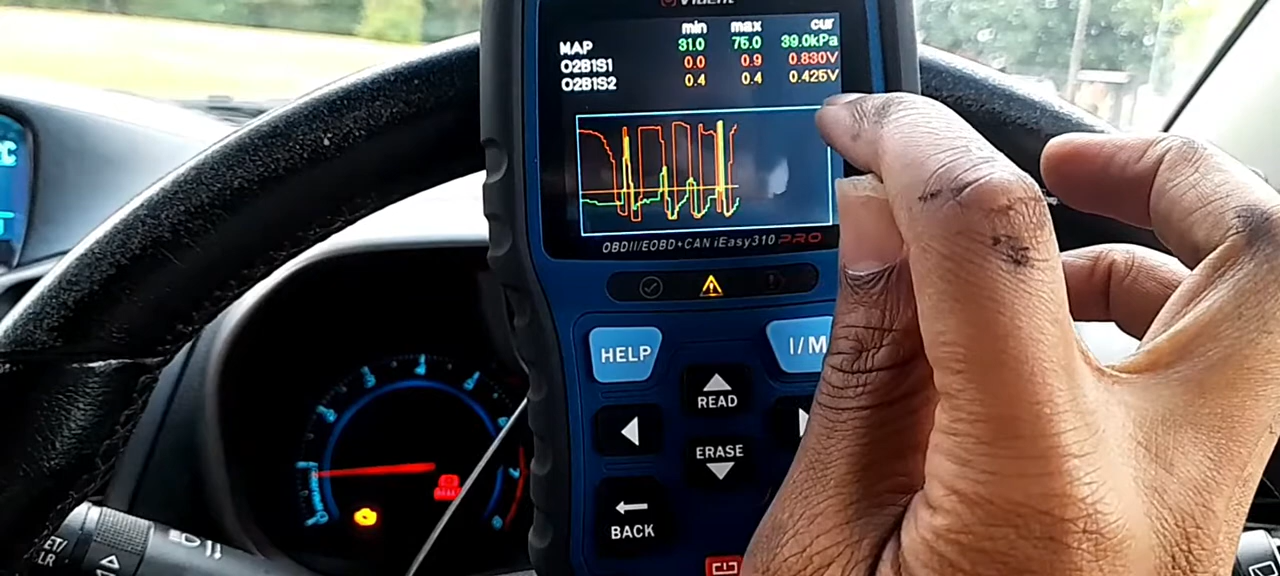 min max cur
MAP 31.0 75.0 39.0kPa
O2B1S1 0.0 0.9 0.830V
O2B1S2 0.4 0.4 0.425V
OBDII/EOBD+CAN iEasy310 PRO
HELP
I/M
READ
ERASE
BACK